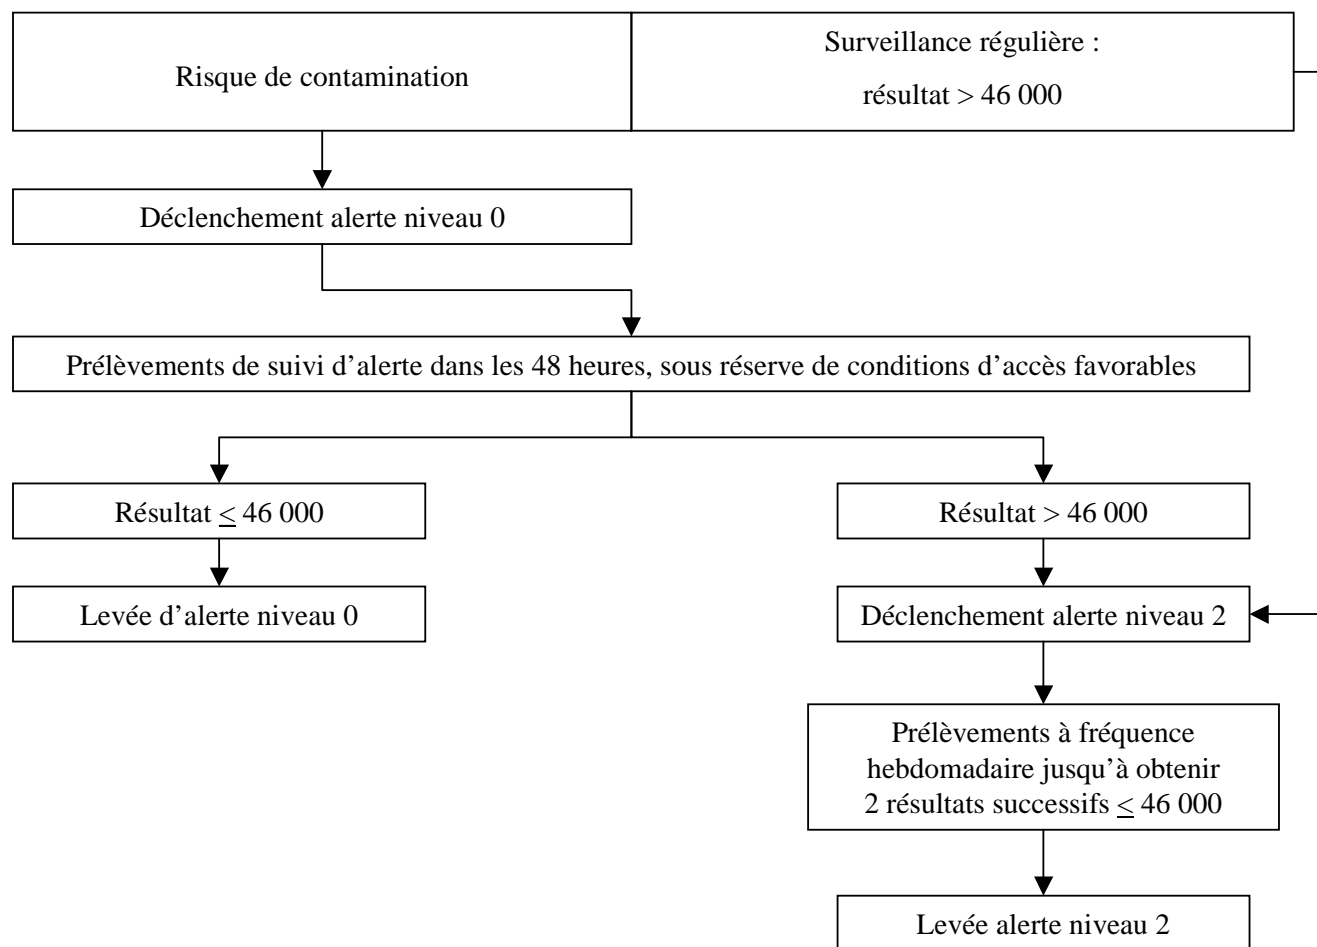 Risque de contamination
Surveillance régulière :
résultat > 46 000
Déclenchement alerte niveau 0
Prélèvements de suivi d’alerte dans les 48 heures, sous réserve de conditions d’accès favorables
Résultat ≤ 46 000
Résultat > 46 000
Levée d’alerte niveau 0
Déclenchement alerte niveau 2
Prélèvements à fréquence
hebdomadaire jusqu’à obtenir
2 résultats successifs ≤ 46 000
Levée alerte niveau 2